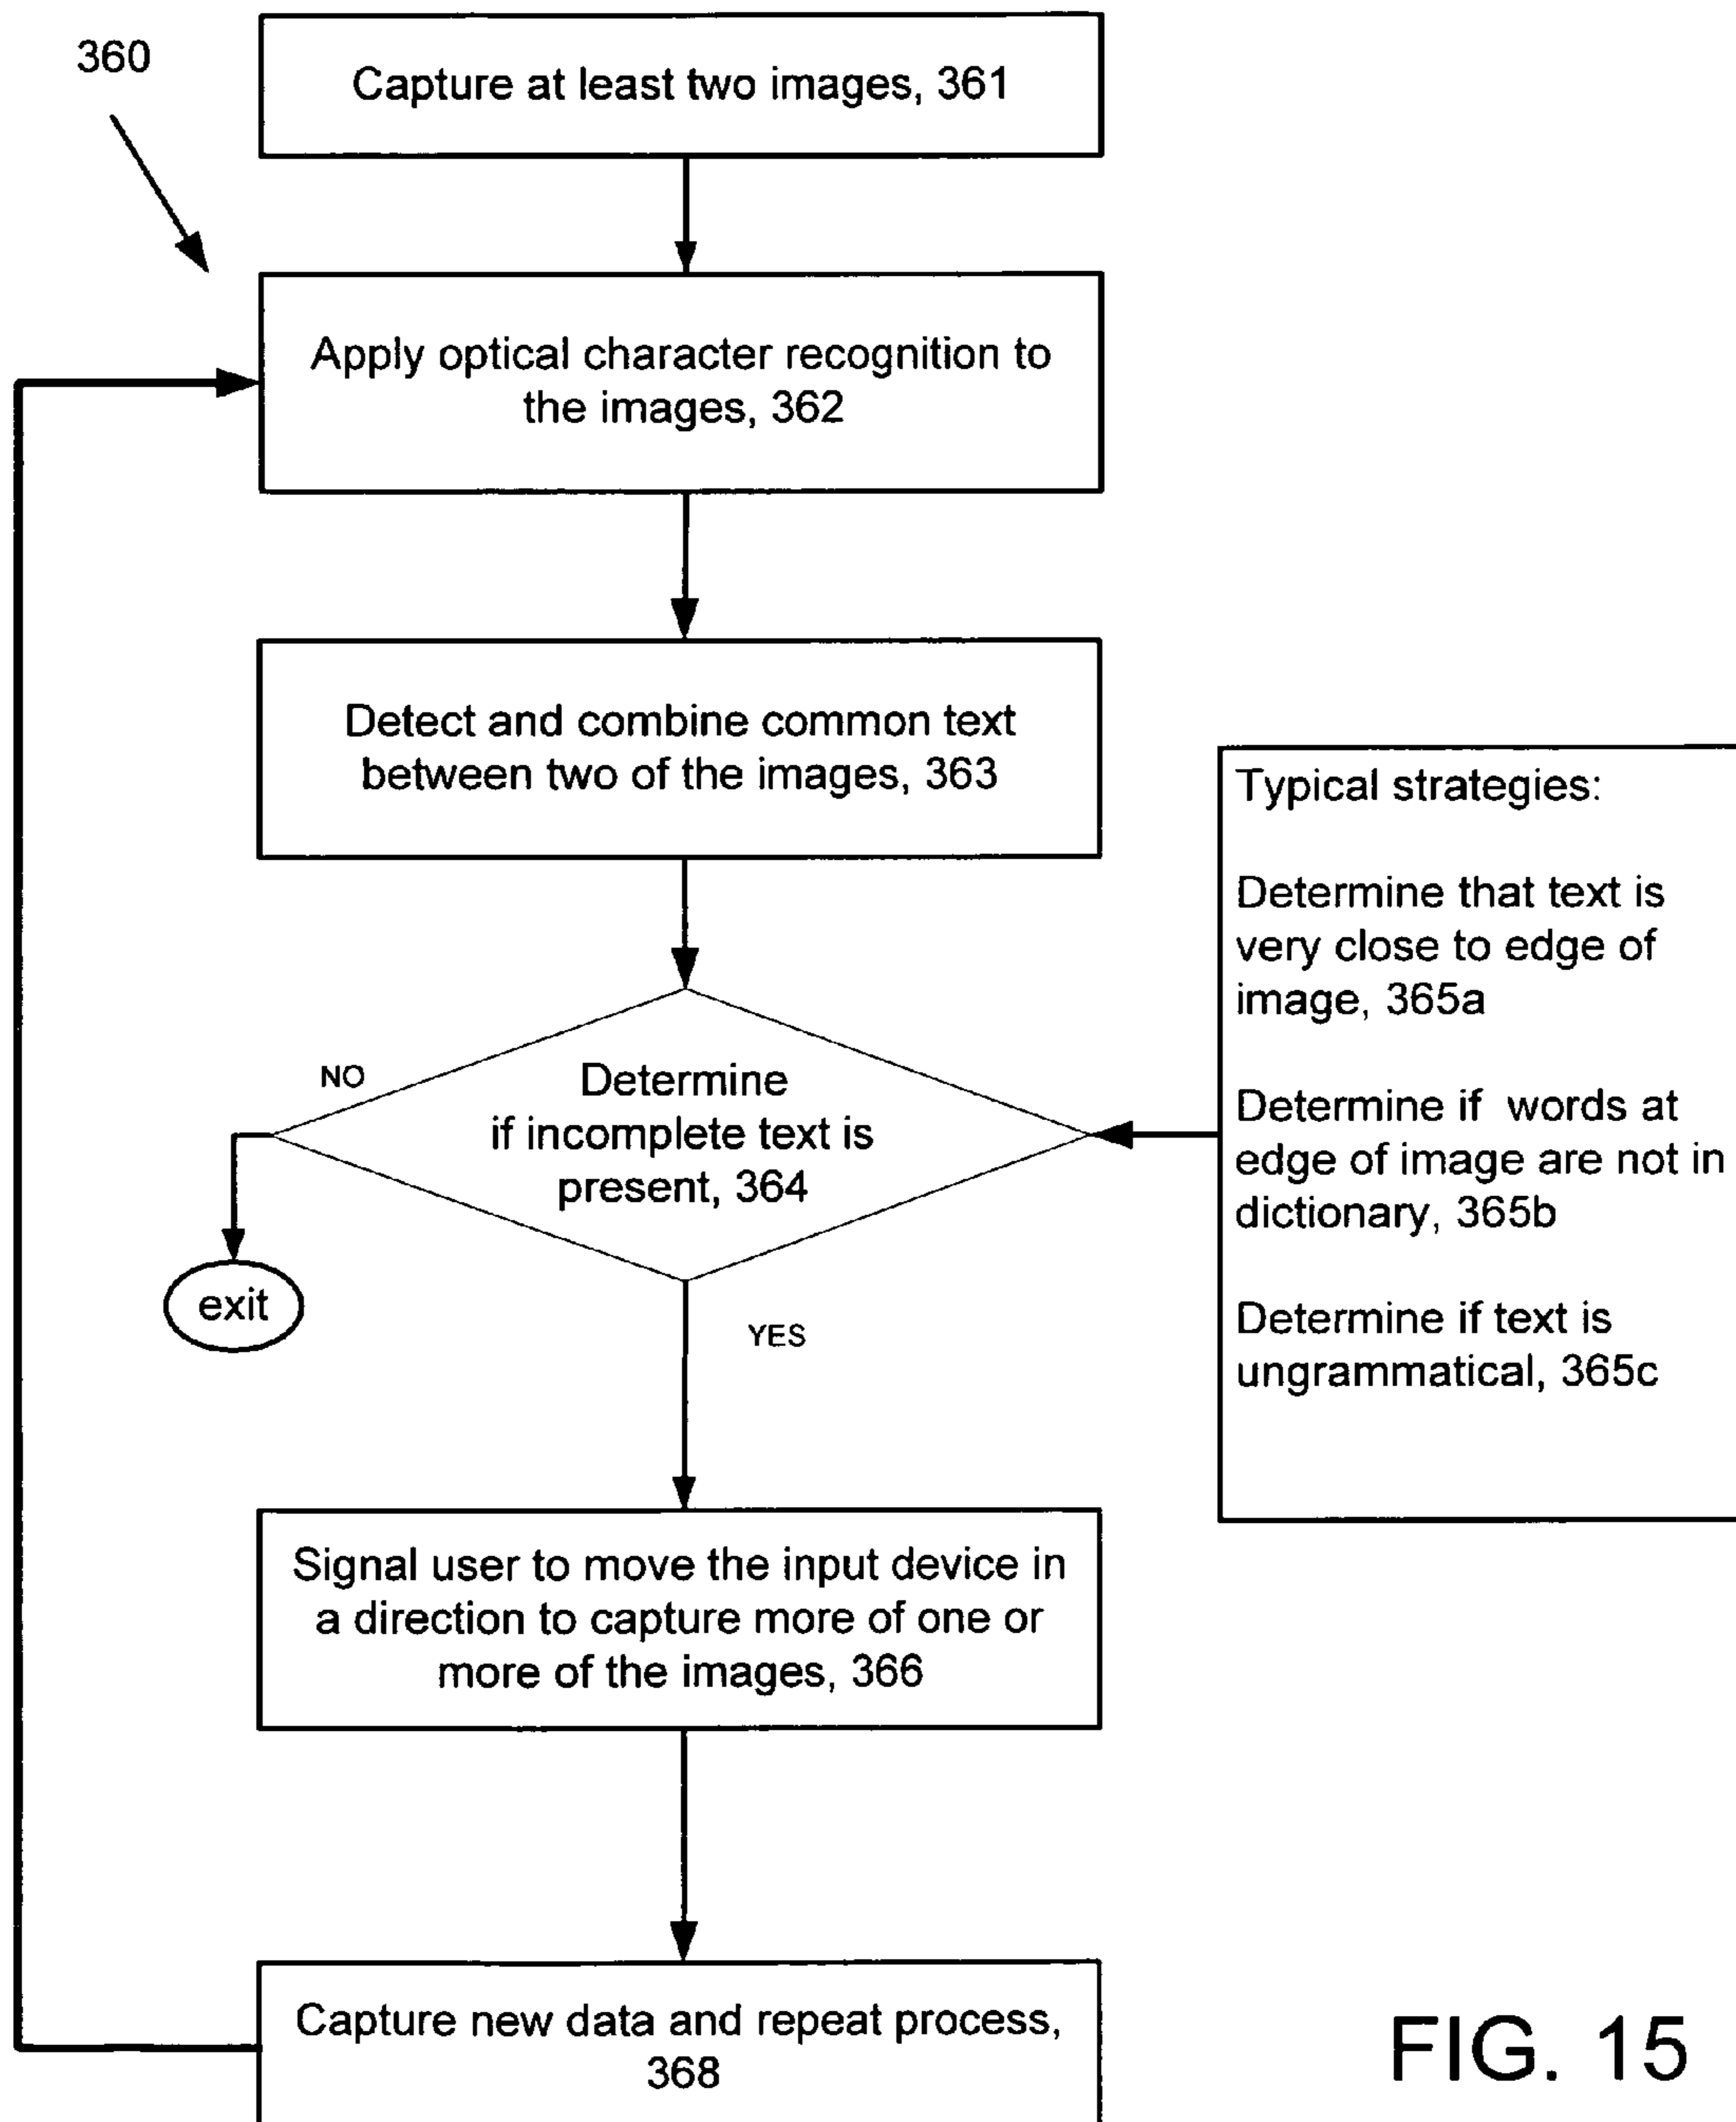 360
Capture at least two images, 361
Apply optical character recognition to
the images, 362
Detect and combine common text
between two of the images, 363
Typical strategies:
Determine that text is
very close to edge of
image, 365a
Determine if words at
edge of image are not in
dictionary, 365b
Determine if text is
ungrammatical, 365c
NO
Determine
if incomplete text is
present, 364
exit
YES
Signal user to move the input device in
a direction to capture more of one or
more of the images, 366
Capture new data and repeat process,
368
FIG. 15